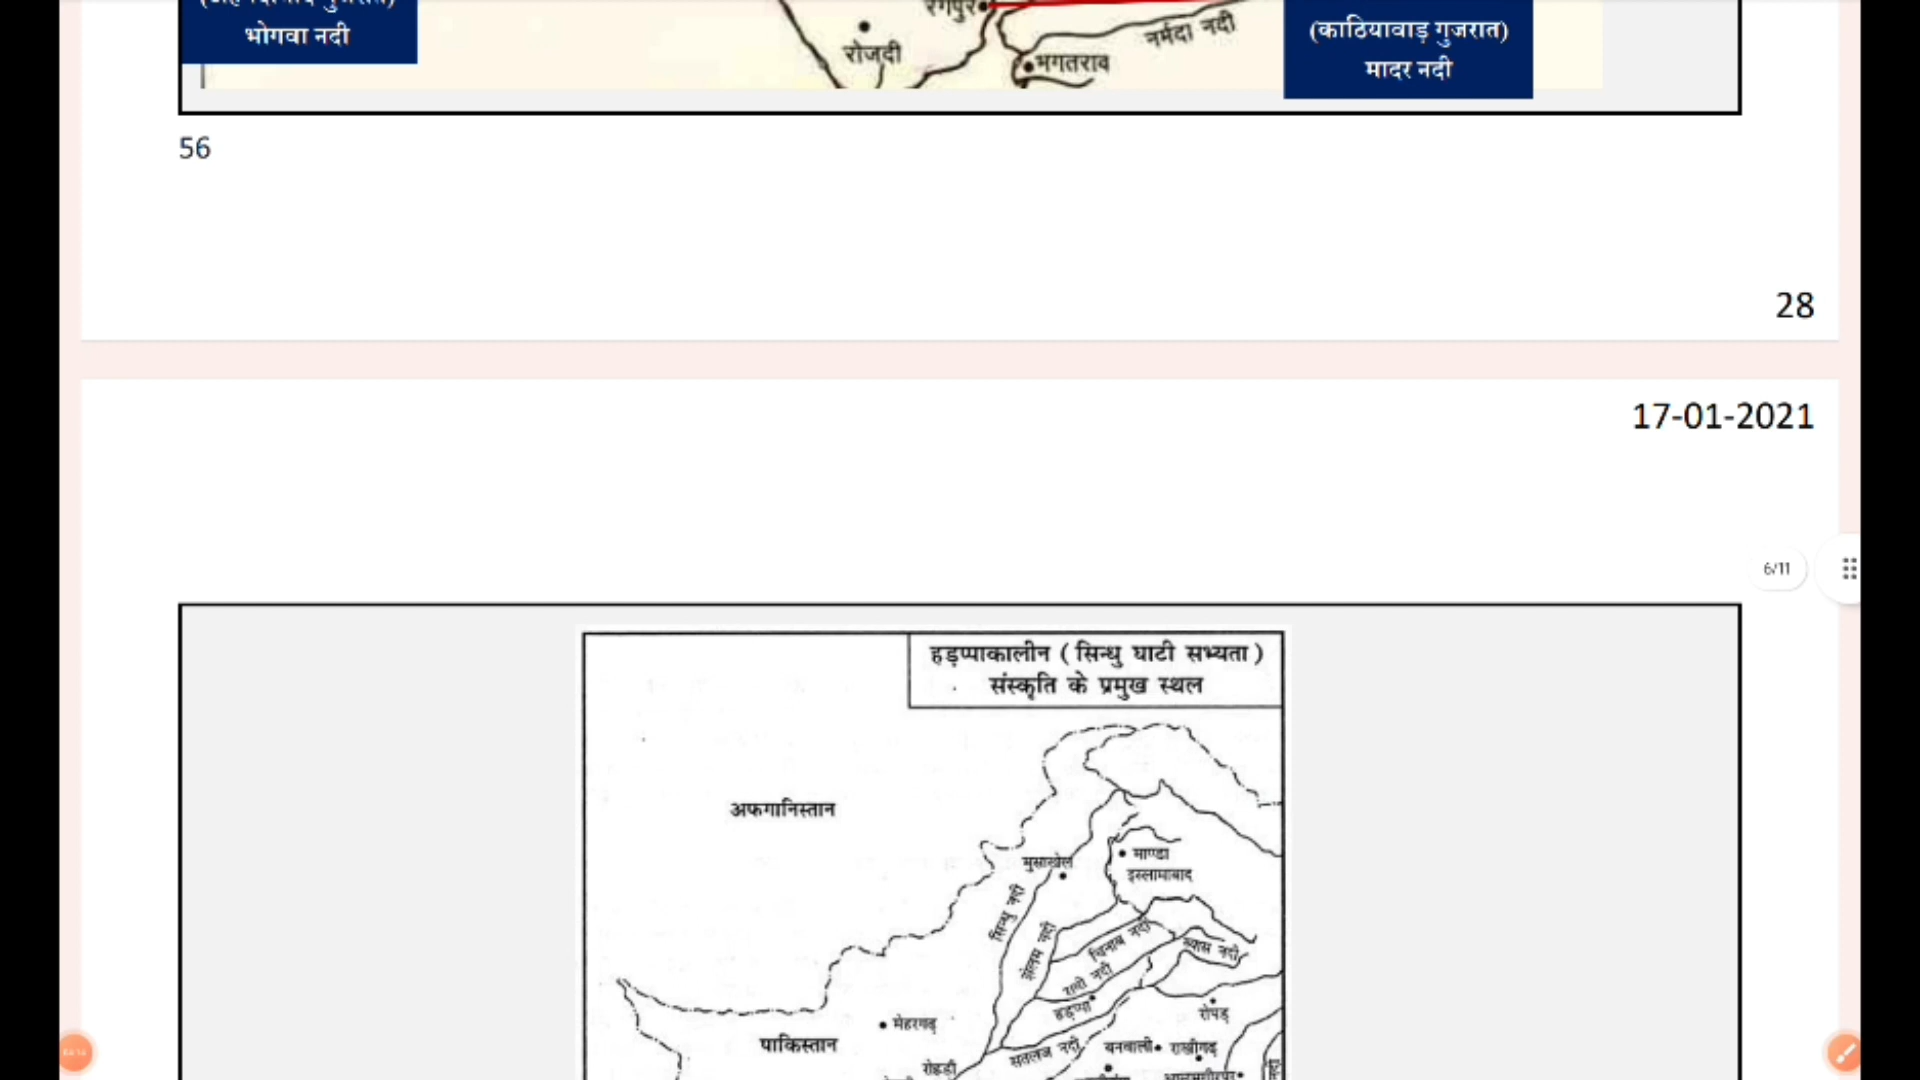 भोगवा नदी
रंगपुर
रोजदी
नर्मदा नदी
भगतराव
(काठियावाड़ गुजरात)
मादर नदी
56
28
17-01-2021
6/11
हड़प्पाकालीन ( सिन्धु घाटी सभ्यता )
संस्कृति के प्रमुख स्थल
अफगानिस्तान
मुसाखेल
माण्डा
इस्लामाबाद
सिन्धु नदी
झेलम नदी
चिनाब नदी
व्यास नदी
रावी नदी
हड़प्पा
रोपड़
मेहरगढ़
पाकिस्तान
सतलज नदी
बनवाली
राखीगढ़
रोहड़ी